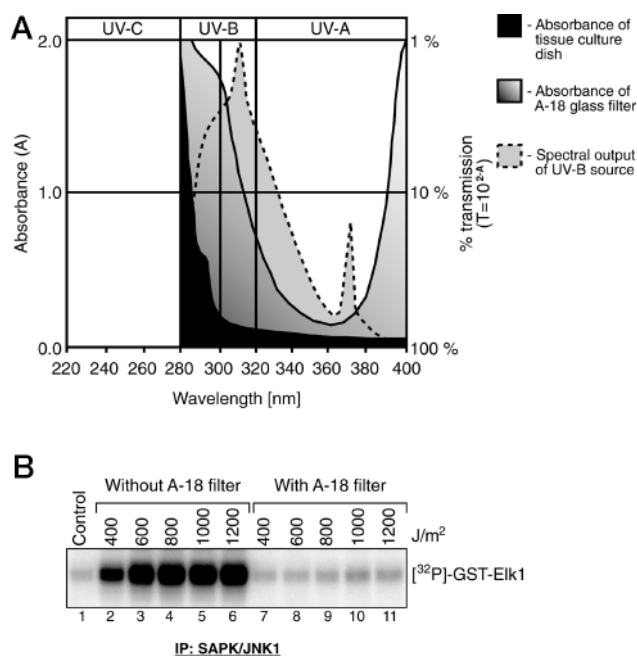 A
UV-C UV-B UV-A
2.0
1.0
0.0
Absorbance (A)
1 %
10 %
100 %
% transmission
(T=10²⁻ᴬ)
220 240 260 280 300 320 340 360 380 400
Wavelength [nm]
- Absorbance of
tissue culture
dish
- Absorbance of
A-18 glass filter
- Spectral output
of UV-B source
B
Without A-18 filter With A-18 filter
Control 400 600 800 1000 1200 400 600 800 1000 1200 J/m²
[³²P]-GST-Elk1
1 2 3 4 5 6 7 8 9 10 11
IP: SAPK/JNK1